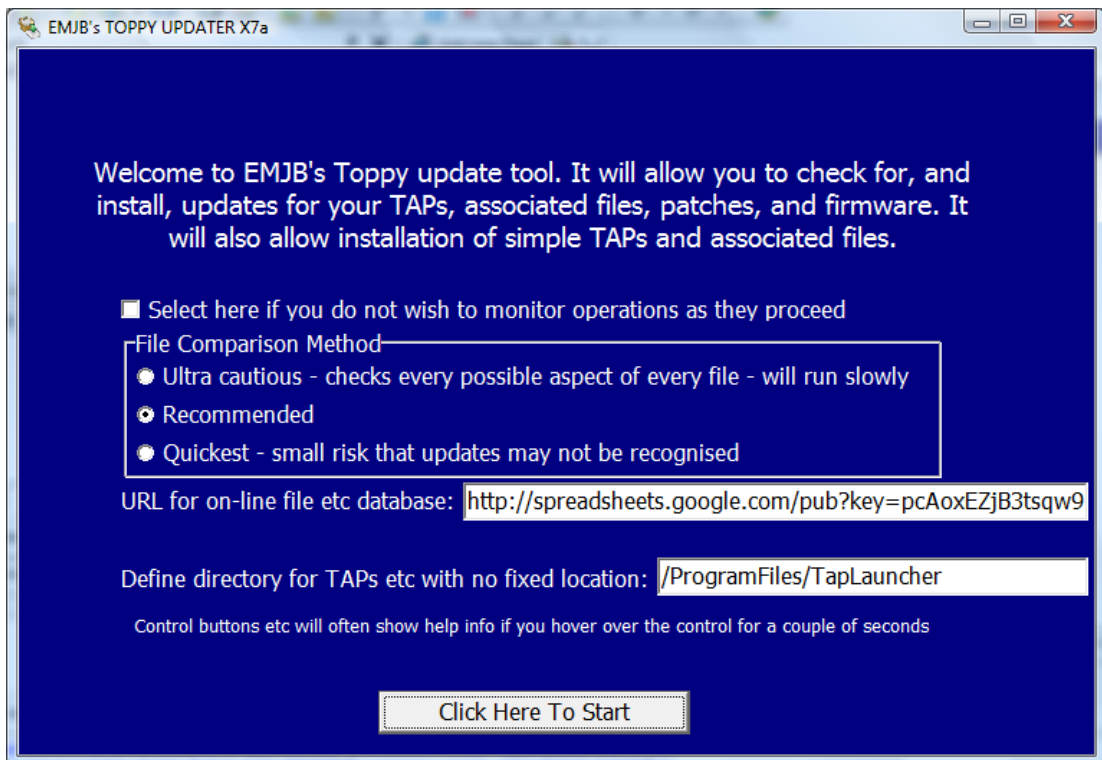 EMJB's TOPPY UPDATER X7a
Welcome to EMJB's Toppy update tool. It will allow you to check for, and
install, updates for your TAPs, associated files, patches, and firmware. It
will also allow installation of simple TAPs and associated files.
Select here if you do not wish to monitor operations as they proceed
File Comparison Method
Ultra cautious - checks every possible aspect of every file - will run slowly
Recommended
Quickest - small risk that updates may not be recognised
URL for on-line file etc database: http://spreadsheets.google.com/pub?key=pcAoxEZjB3tsqw9
Define directory for TAPs etc with no fixed location: /ProgramFiles/TapLauncher
Control buttons etc will often show help info if you hover over the control for a couple of seconds
Click Here To Start